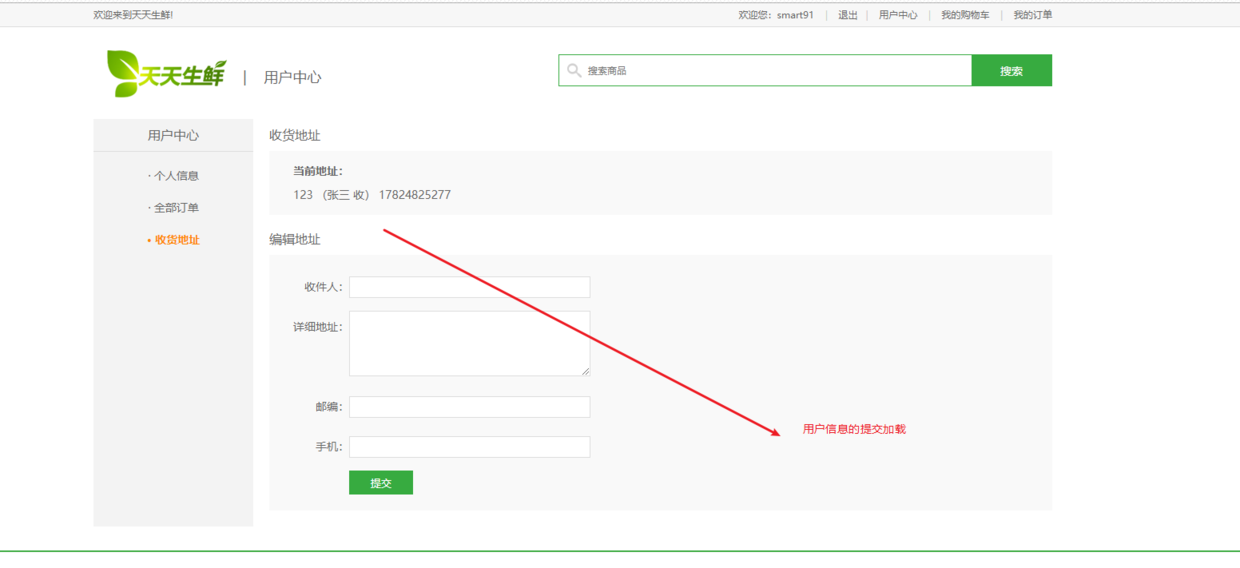 欢迎来到天天生鲜!
欢迎您：smart91 | 退出 | 用户中心 | 我的购物车 | 我的订单
天天生鲜 | 用户中心
搜索商品
搜索
用户中心
· 个人信息
· 全部订单
· 收货地址
收货地址
当前地址：
123 （张三 收） 17824825277
编辑地址
收件人：
详细地址：
邮编：
手机：
提交
用户信息的提交加载